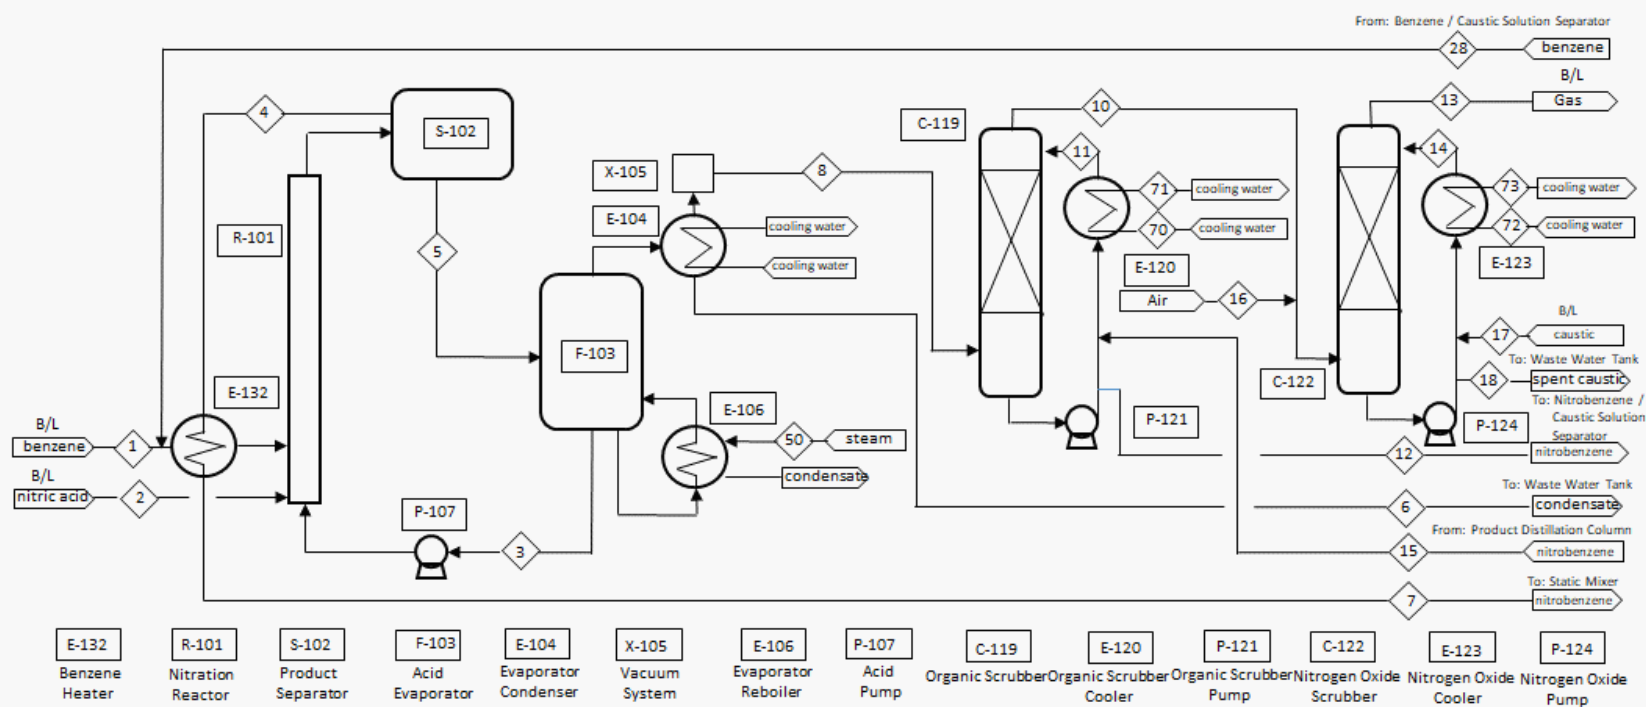 From: Benzene / Caustic Solution Separator
28
benzene
B/L
4
10
13
Gas
S-102
C-119
11
14
X-105
8
71
cooling water
73
cooling water
E-104
cooling water
R-101
5
70
cooling water
72
cooling water
cooling water
E-120
E-123
Air
16
B/L
17
caustic
F-103
To: Waste Water Tank
18
spent caustic
E-132
C-122
To: Nitrobenzene /
Caustic Solution
Separator
E-106
P-121
P-124
B/L
benzene
1
50
steam
12
nitrobenzene
B/L
condensate
nitric acid
2
To: Waste Water Tank
6
condensate
P-107
From: Product Distillation Column
3
15
nitrobenzene
To: Static Mixer
7
nitrobenzene
E-132
Benzene
Heater
R-101
Nitration
Reactor
S-102
Product
Separator
F-103
Acid
Evaporator
E-104
Evaporator
Condenser
X-105
Vacuum
System
E-106
Evaporator
Reboiler
P-107
Acid
Pump
C-119
Organic Scrubber
E-120
Organic Scrubber
Cooler
P-121
Organic Scrubber
Pump
C-122
Nitrogen Oxide
Scrubber
E-123
Nitrogen Oxide
Cooler
P-124
Nitrogen Oxide
Pump